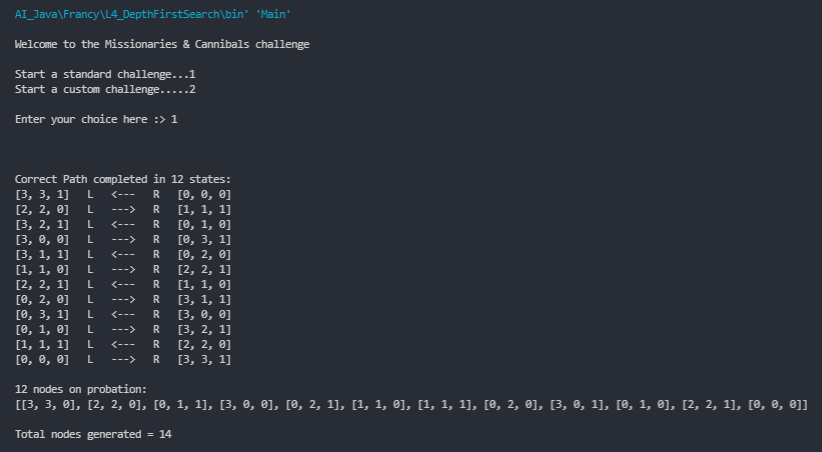 AI_Java\Francy\L4_DepthFirstSearch\bin' 'Main'
Welcome to the Missionaries & Cannibals challenge
Start a standard challenge...1
Start a custom challenge.....2
Enter your choice here :> 1
Correct Path completed in 12 states:
[3, 3, 1]   L   <---   R   [0, 0, 0]
[2, 2, 0]   L   --->   R   [1, 1, 1]
[3, 2, 1]   L   <---   R   [0, 1, 0]
[3, 0, 0]   L   --->   R   [0, 3, 1]
[3, 1, 1]   L   <---   R   [0, 2, 0]
[1, 1, 0]   L   --->   R   [2, 2, 1]
[2, 2, 1]   L   <---   R   [1, 1, 0]
[0, 2, 0]   L   --->   R   [3, 1, 1]
[0, 3, 1]   L   <---   R   [3, 0, 0]
[0, 1, 0]   L   --->   R   [3, 2, 1]
[1, 1, 1]   L   <---   R   [2, 2, 0]
[0, 0, 0]   L   --->   R   [3, 3, 1]
12 nodes on probation:
[[3, 3, 0], [2, 2, 0], [0, 1, 1], [3, 0, 0], [0, 2, 1], [1, 1, 0], [1, 1, 1], [0, 2, 0], [3, 0, 1], [0, 1, 0], [2, 2, 1], [0, 0, 0]]
Total nodes generated = 14